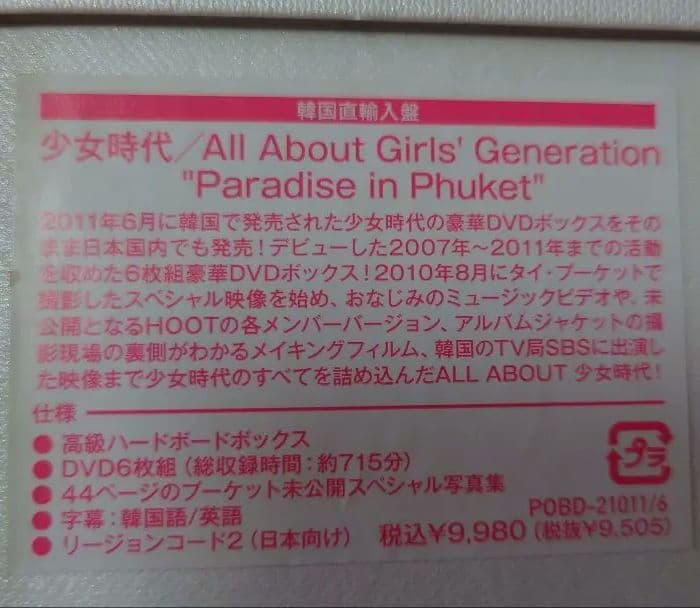 韓国直輸入盤
少女時代/All About Girls' Generation
"Paradise in Phuket"
2011年6月に韓国で発売された少女時代の豪華DVDボックスをその
まま日本国内でも発売!デビューした2007年~2011年までの活動
を収めた6枚組豪華DVDボックス!2010年8月にタイ・プーケットで
撮影したスペシャル映像を始め、おなじみのミュージックビデオや、未
公開となるHOOTの各メンバーバージョン、アルバムジャケットの撮
影現場の裏側がわかるメイキングフィルム、韓国のTV局SBSに出演し
た映像まで少女時代のすべてを詰め込んだALL ABOUT 少女時代!
仕様
● 高級ハードボードボックス
● DVD6枚組(総収録時間:約715分)
● 44ページのプーケット未公開スペシャル写真集
● 字幕:韓国語/英語
● リージョンコード2(日本向け)
プラ
POBD-21011/6
税込¥9,980(税抜¥9,505)